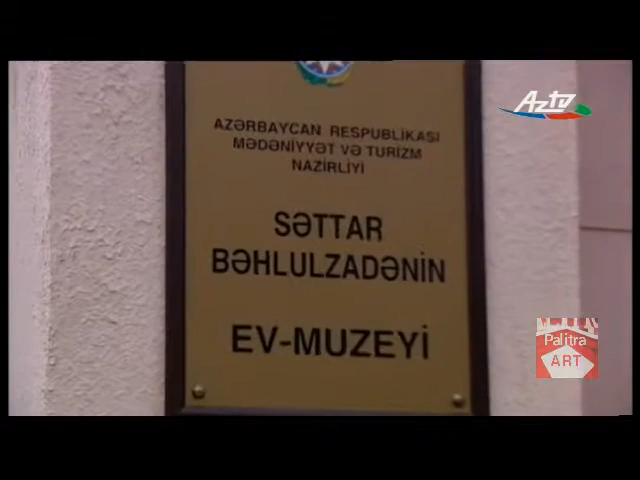 AZTV
AZƏRBAYCAN RESPUBLİKASI
MƏDƏNİYYƏT VƏ TURİZM
NAZİRLİYİ
SƏTTAR
BƏHLULZADƏNİN
EV-MUZEYİ
Palitra
ART